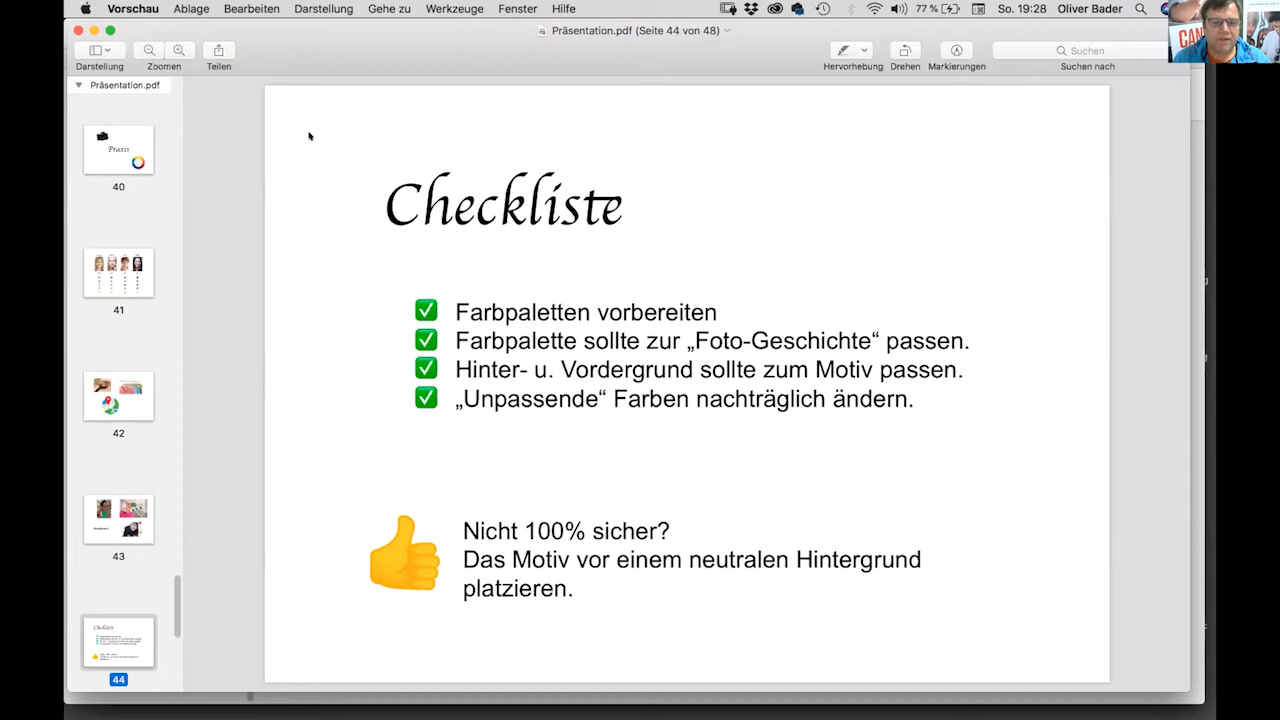 Vorschau Ablage Bearbeiten Darstellung Gehe zu Werkzeuge Fenster Hilfe 77 % So. 19:28 Oliver Bader
Präsentation.pdf (Seite 44 von 48)
Darstellung Zoomen Teilen Hervorhebung Drehen Markierungen Suchen nach
Suchen
Präsentation.pdf
Praxis
40
41
42
43
44
CAN
Checkliste
Farbpaletten vorbereiten
Farbpalette sollte zur „Foto-Geschichte“ passen.
Hinter- u. Vordergrund sollte zum Motiv passen.
„Unpassende“ Farben nachträglich ändern.
Nicht 100% sicher?
Das Motiv vor einem neutralen Hintergrund
platzieren.